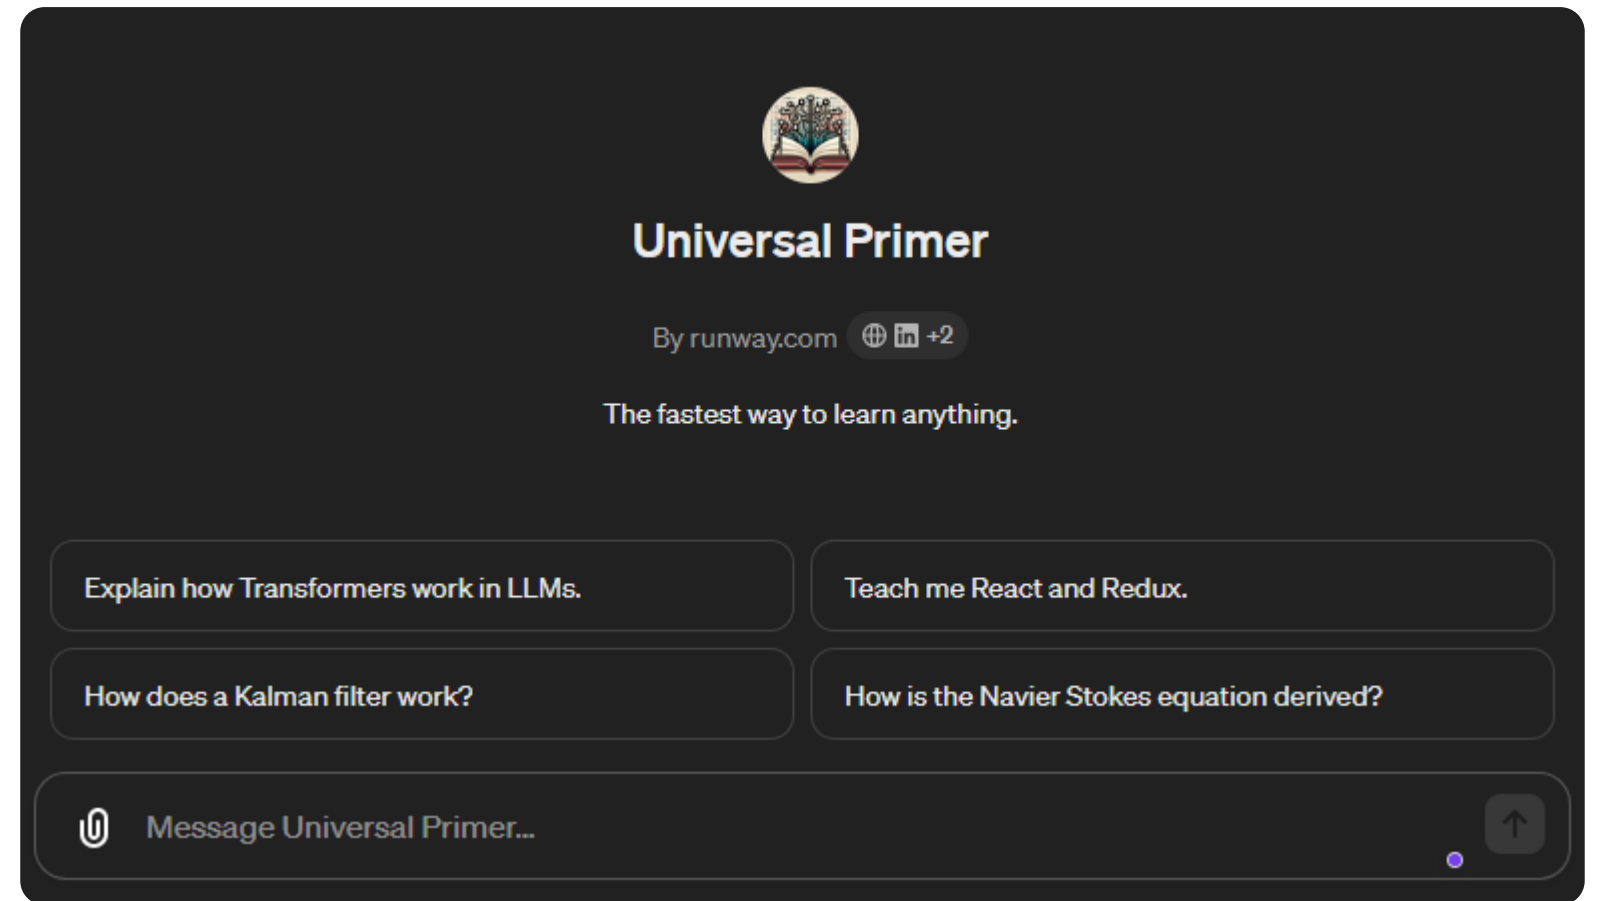 Universal Primer
By runway.com in +2
The fastest way to learn anything.
Explain how Transformers work in LLMs.
Teach me React and Redux.
How does a Kalman filter work?
How is the Navier Stokes equation derived?
Message Universal Primer...